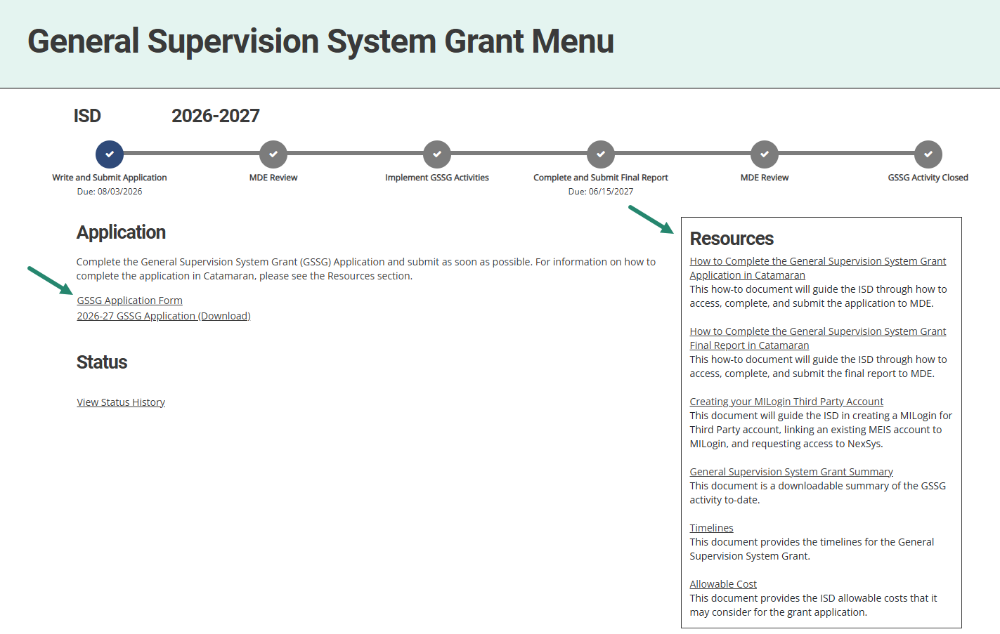 General Supervision System Grant Menu
ISD 2026-2027
Write and Submit Application
Due: 08/03/2026
MDE Review
Implement GSSG Activities
Complete and Submit Final Report
Due: 06/15/2027
MDE Review
GSSG Activity Closed
Application
Complete the General Supervision System Grant (GSSG) Application and submit as soon as possible. For information on how to
complete the application in Catamaran, please see the Resources section.
GSSG Application Form
2026-27 GSSG Application (Download)
Status
View Status History
Resources
How to Complete the General Supervision System Grant
Application in Catamaran
This how-to document will guide the ISD through how to
access, complete, and submit the application to MDE.
How to Complete the General Supervision System Grant
Final Report in Catamaran
This how-to document will guide the ISD through how to
access, complete, and submit the final report to MDE.
Creating your MILogin Third Party Account
This document will guide the ISD in creating a MILogin for
Third Party account, linking an existing MEIS account to
MILogin, and requesting access to NexSys.
General Supervision System Grant Summary
This document is a downloadable summary of the GSSG
activity to-date.
Timelines
This document provides the timelines for the General
Supervision System Grant.
Allowable Cost
This document provides the ISD allowable costs that it
may consider for the grant application.